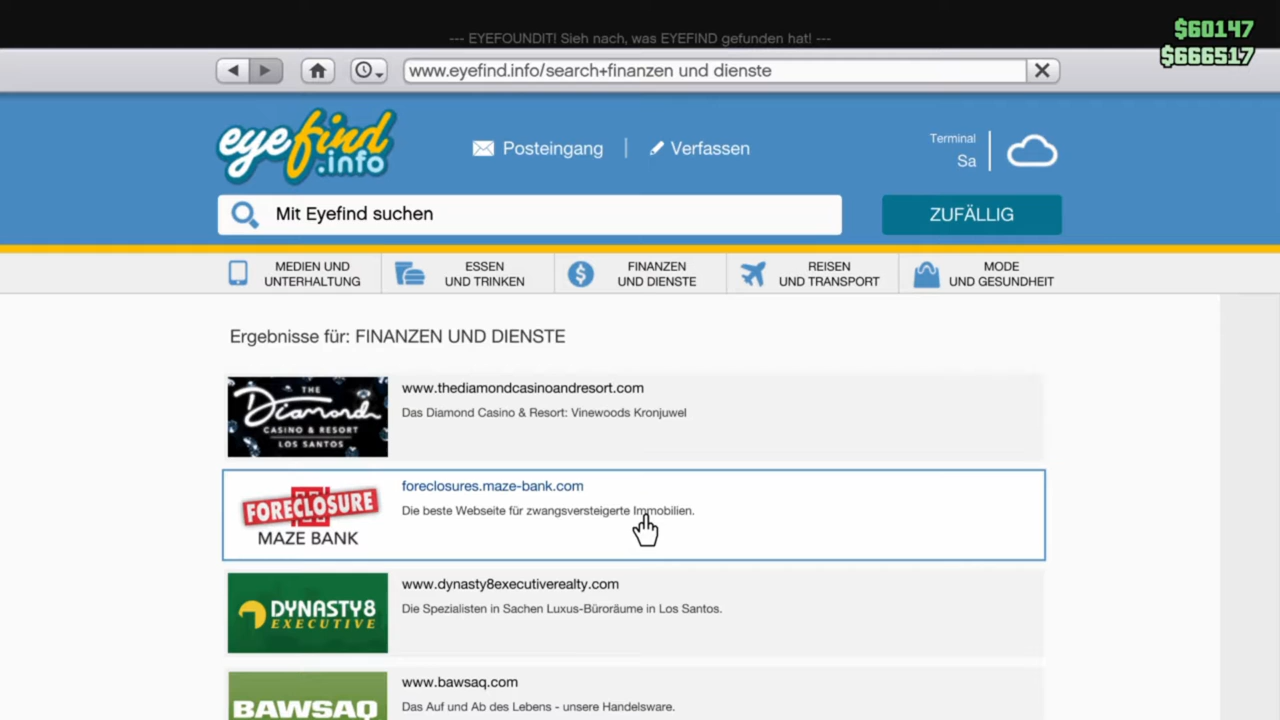 --- EYEFOUNDIT! Sieh nach, was EYEFIND gefunden hat! ---
$60147
$666517
www.eyefind.info/search+finanzen und dienste
eyefind
.info
Posteingang
Verfassen
Terminal
Sa
Mit Eyefind suchen
ZUFÄLLIG
MEDIEN UND
UNTERHALTUNG
ESSEN
UND TRINKEN
FINANZEN
UND DIENSTE
REISEN
UND TRANSPORT
MODE
UND GESUNDHEIT
Ergebnisse für: FINANZEN UND DIENSTE
THE
Diamond
CASINO & RESORT
LOS SANTOS
www.thediamondcasinoandresort.com
Das Diamond Casino & Resort: Vinewoods Kronjuwel
FORECLOSURE
MAZE BANK
foreclosures.maze-bank.com
Die beste Webseite für zwangsversteigerte Immobilien.
DYNASTY8
EXECUTIVE
www.dynasty8executiverealty.com
Die Spezialisten in Sachen Luxus-Büroräume in Los Santos.
BAWSAQ
www.bawsaq.com
Das Auf und Ab des Lebens - unsere Handelsware.